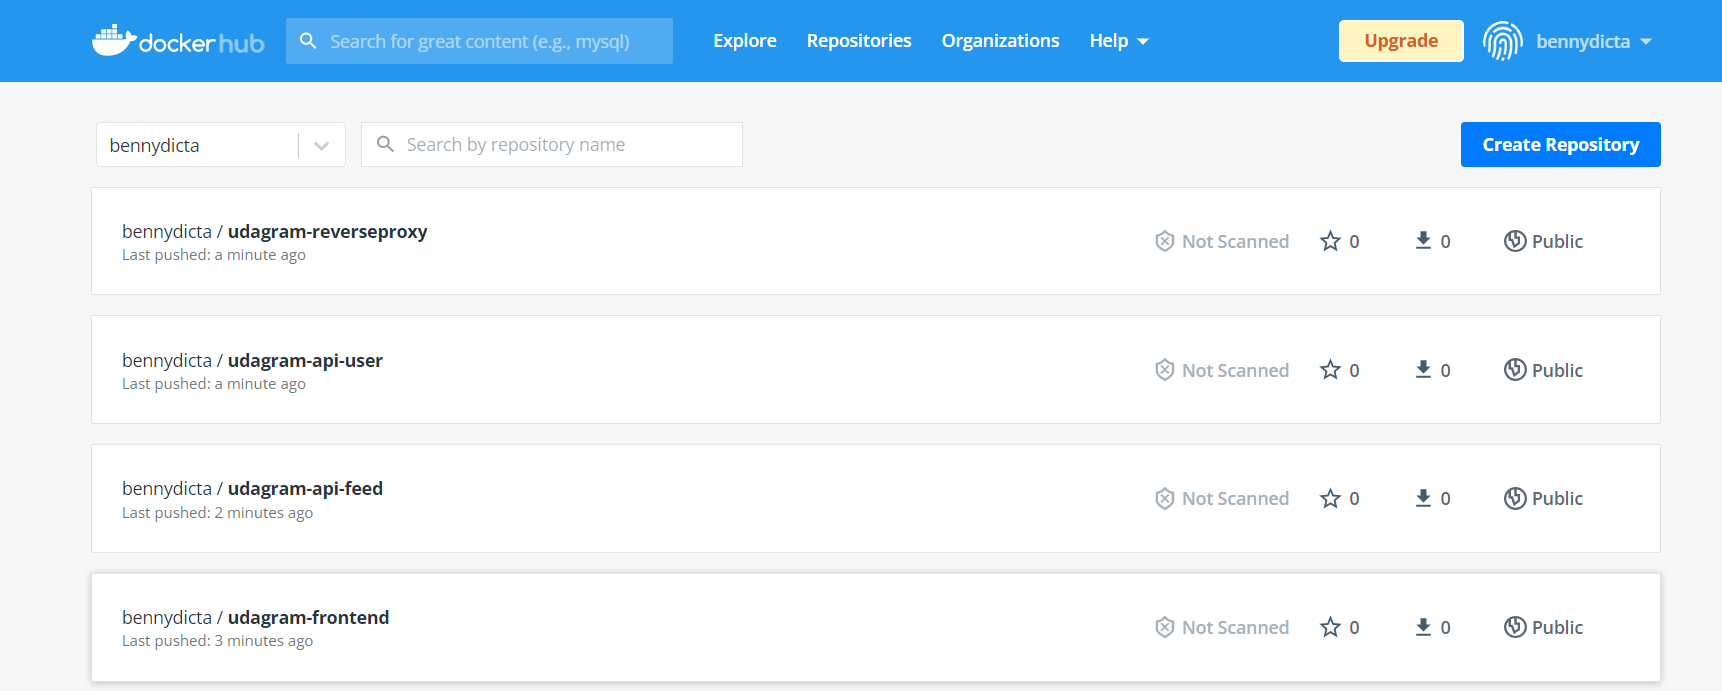 docker hub Search for great content (e.g., mysql) Explore Repositories Organizations Help Upgrade bennydicta
bennydicta Search by repository name Create Repository
bennydicta / udagram-reverseproxy
Last pushed: a minute ago
Not Scanned 0 0 Public
bennydicta / udagram-api-user
Last pushed: a minute ago
Not Scanned 0 0 Public
bennydicta / udagram-api-feed
Last pushed: 2 minutes ago
Not Scanned 0 0 Public
bennydicta / udagram-frontend
Last pushed: 3 minutes ago
Not Scanned 0 0 Public